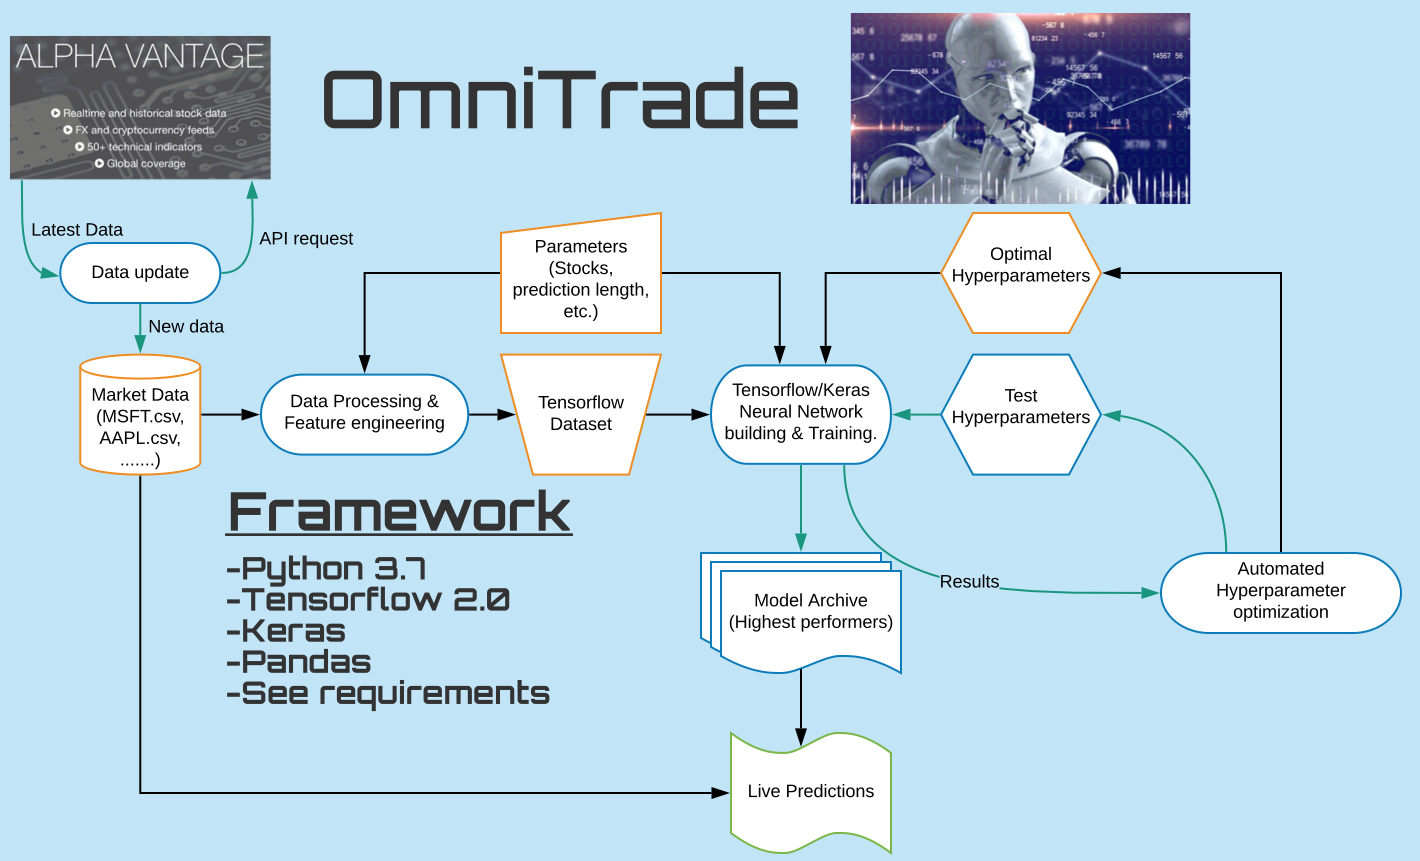 ALPHA VANTAGE
Realtime and historical stock data
FX and cryptocurrency feeds
50+ technical indicators
Global coverage
OmniTrade
Latest Data
API request
Data update
New data
Market Data
(MSFT.csv,
AAPL.csv,
.......)
Parameters
(Stocks,
prediction length,
etc.)
Data Processing &
Feature engineering
Tensorflow
Dataset
Tensorflow/Keras
Neural Network
building & Training.
Optimal
Hyperparameters
Test
Hyperparameters
Automated
Hyperparameter
optimization
Results
Model Archive
(Highest performers)
Live Predictions
Framework
-Python 3.7
-Tensorflow 2.0
-Keras
-Pandas
-See requirements